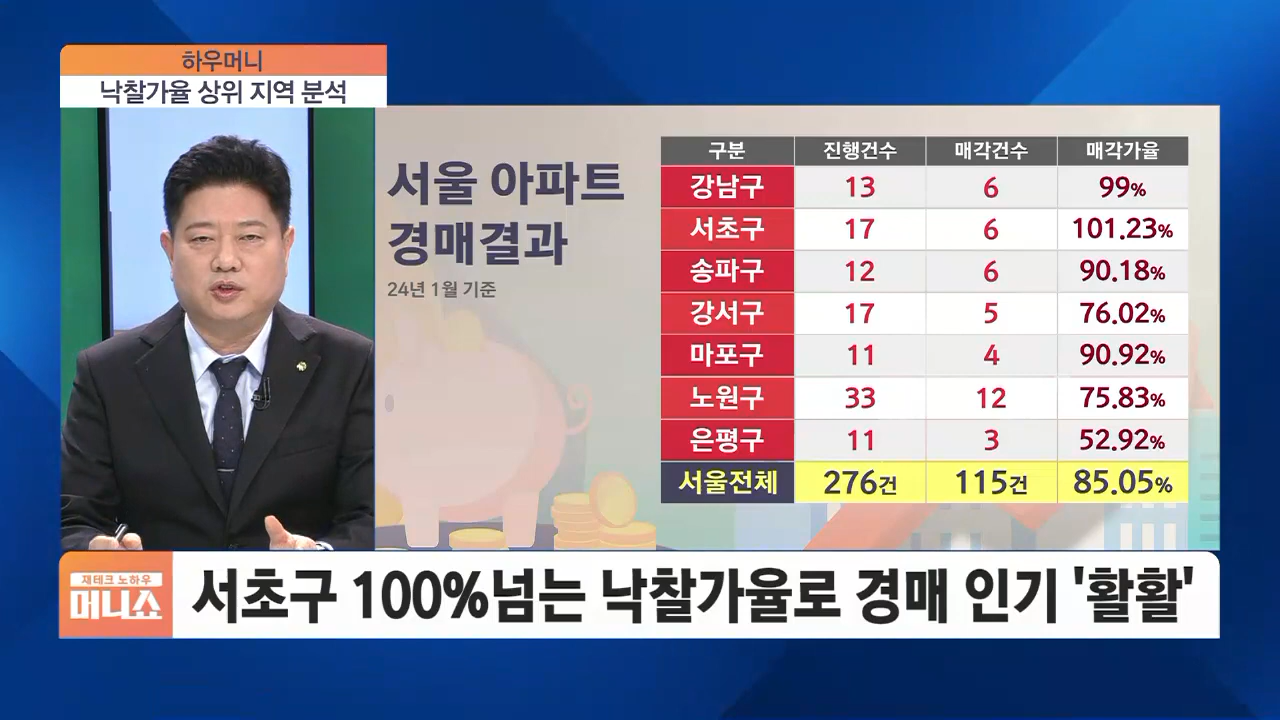 하우머니
낙찰가율 상위 지역 분석
서울 아파트
경매결과
24년 1월 기준
구분 진행건수 매각건수 매각가율
강남구 13 6 99%
서초구 17 6 101.23%
송파구 12 6 90.18%
강서구 17 5 76.02%
마포구 11 4 90.92%
노원구 33 12 75.83%
은평구 11 3 52.92%
서울전체 276건 115건 85.05%
재테크 노하우
머니쇼
서초구 100%넘는 낙찰가율로 경매 인기 '활활'